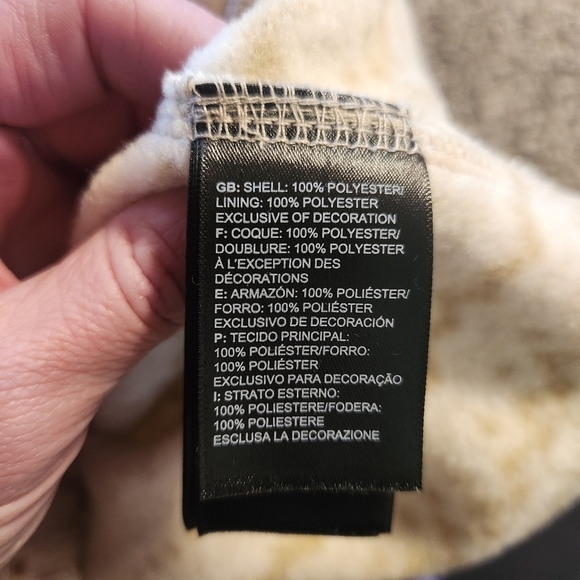 GB: SHELL: 100% POLYESTER/
LINING: 100% POLYESTER
EXCLUSIVE OF DECORATION
F: COQUE: 100% POLYESTER/
DOUBLURE: 100% POLYESTER
À L'EXCEPTION DES
DÉCORATIONS
E: ARMAZÓN: 100% POLIÉSTER/
FORRO: 100% POLIÉSTER
EXCLUSIVO DE DECORACIÓN
P: TECIDO PRINCIPAL:
100% POLIÉSTER/FORRO:
100% POLIÉSTER
EXCLUSIVO PARA DECORAÇÃO
I: STRATO ESTERNO:
100% POLIESTERE/FODERA:
100% POLIESTERE
ESCLUSA LA DECORAZIONE